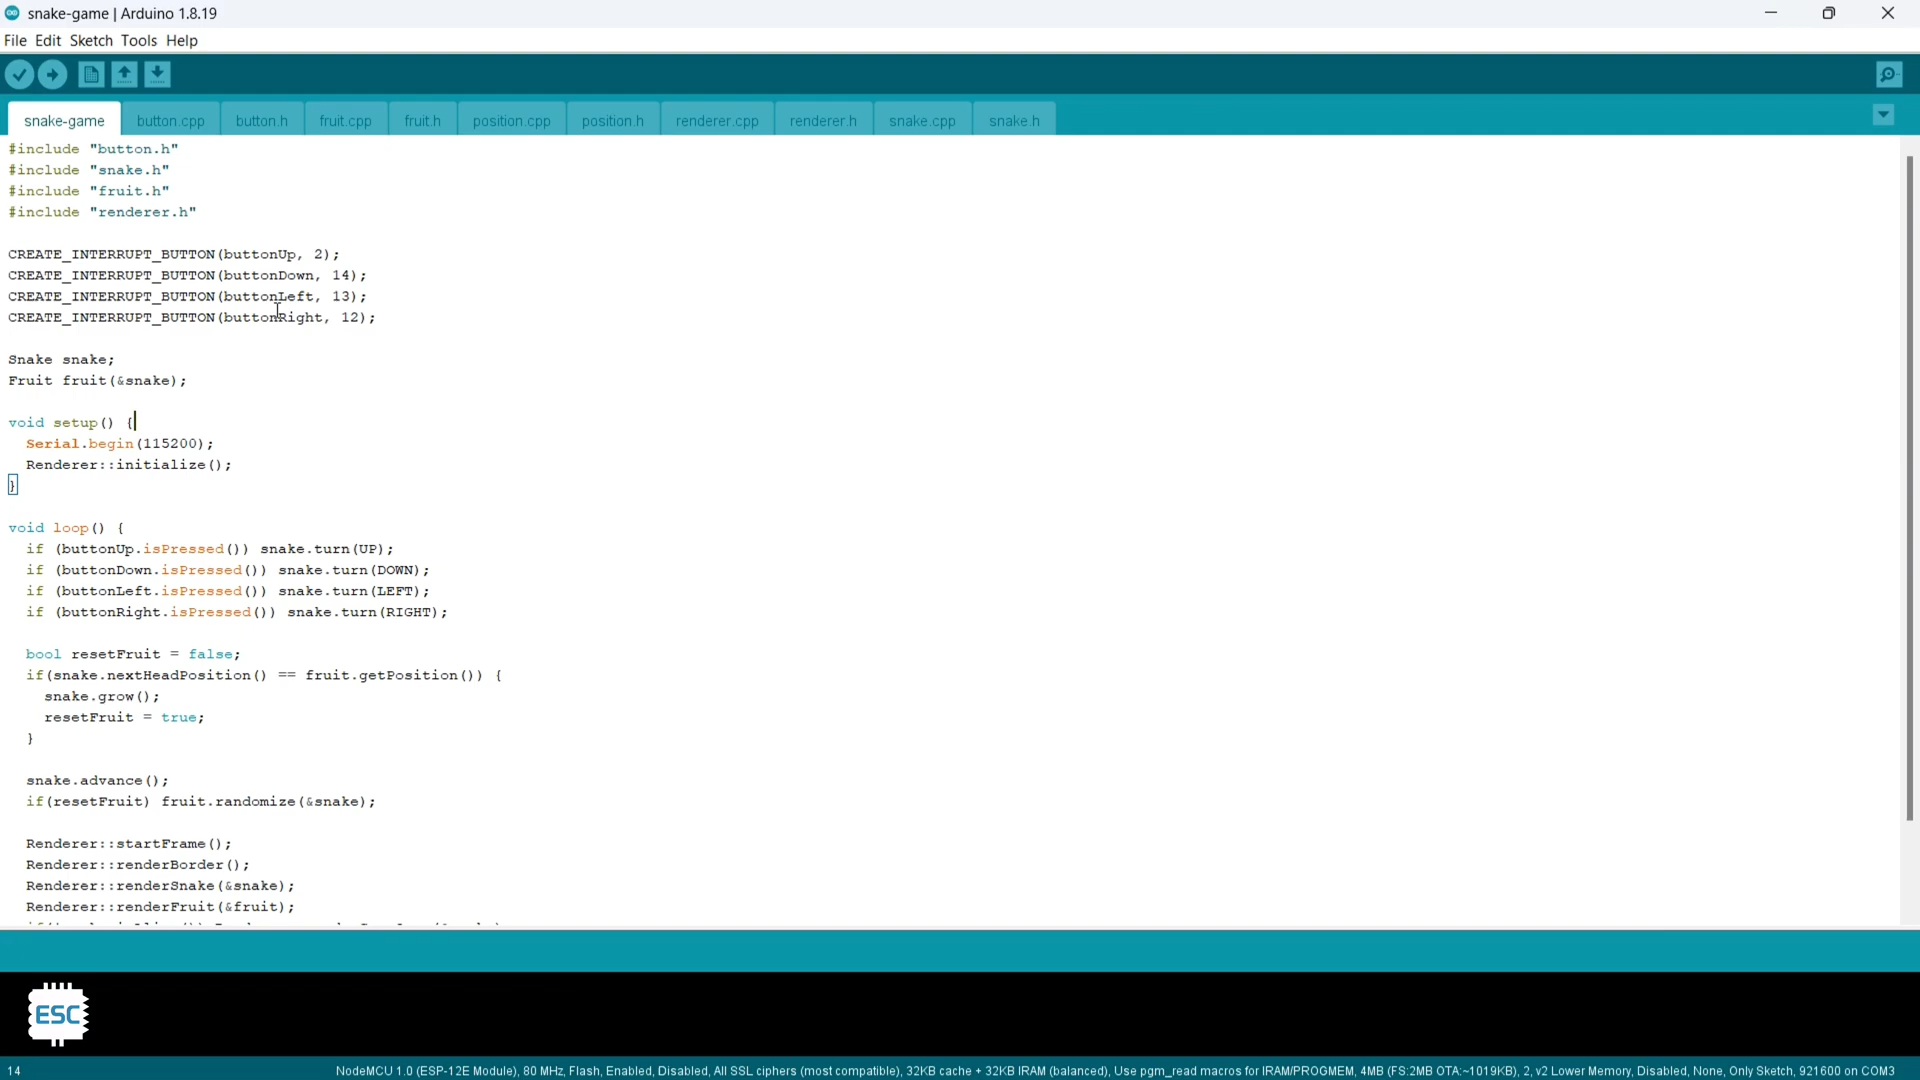 snake-game | Arduino 1.8.19
File Edit Sketch Tools Help
snake-game button.cpp button.h fruit.cpp fruit.h position.cpp position.h renderer.cpp renderer.h snake.cpp snake.h
#include "button.h"
#include "snake.h"
#include "fruit.h"
#include "renderer.h"
CREATE_INTERRUPT_BUTTON(buttonUp, 2);
CREATE_INTERRUPT_BUTTON(buttonDown, 14);
CREATE_INTERRUPT_BUTTON(buttonLeft, 13);
CREATE_INTERRUPT_BUTTON(buttonRight, 12);
Snake snake;
Fruit fruit(&snake);
void setup() {
Serial.begin(115200);
Renderer::initialize();
}
void loop() {
if (buttonUp.isPressed()) snake.turn(UP);
if (buttonDown.isPressed()) snake.turn(DOWN);
if (buttonLeft.isPressed()) snake.turn(LEFT);
if (buttonRight.isPressed()) snake.turn(RIGHT);
bool resetFruit = false;
if(snake.nextHeadPosition() == fruit.getPosition()) {
snake.grow();
resetFruit = true;
}
snake.advance();
if(resetFruit) fruit.randomize(&snake);
Renderer::startFrame();
Renderer::renderBorder();
Renderer::renderSnake(&snake);
Renderer::renderFruit(&fruit);
ESC
14 NodeMCU 1.0 (ESP-12E Module), 80 MHz, Flash, Enabled, Disabled, All SSL ciphers (most compatible), 32KB cache + 32KB IRAM (balanced), Use pgm_read macros for IRAM/PROGMEM, 4MB (FS:2MB OTA:~1019KB), 2, v2 Lower Memory, Disabled, None, Only Sketch, 921600 on COM3